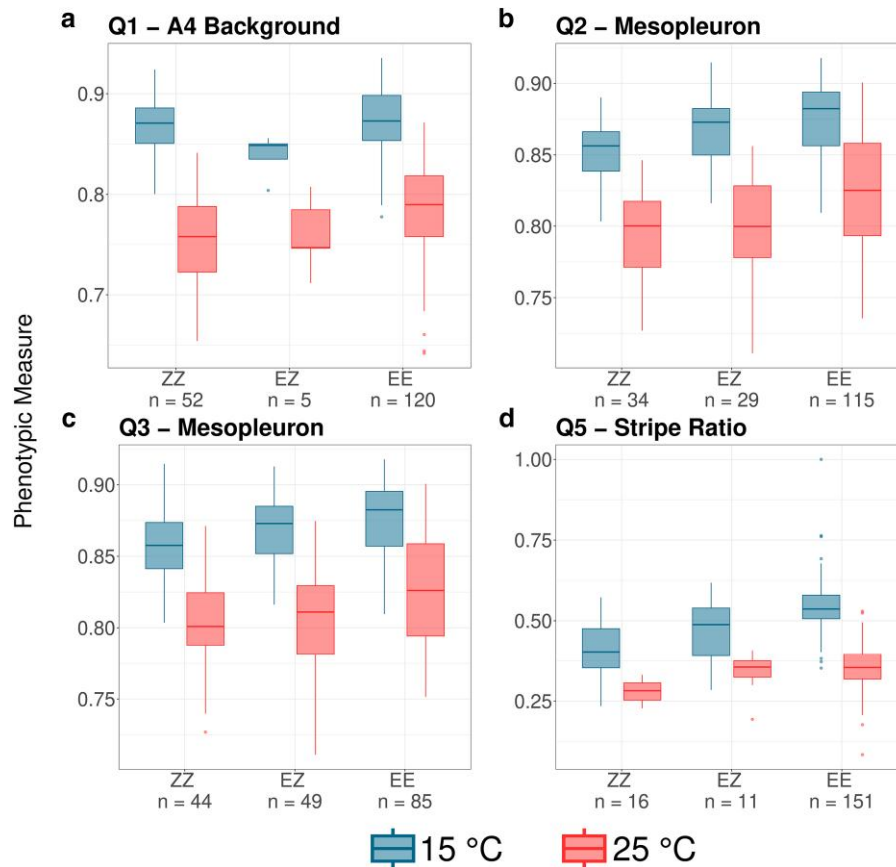 a
Q1 – A4 Background
0.9
0.8
0.7
ZZ
EZ
EE
n = 52
n = 5
n = 120
b
Q2 – Mesopleuron
0.90
0.85
0.80
0.75
ZZ
EZ
EE
n = 34
n = 29
n = 115
Phenotypic Measure
c
Q3 – Mesopleuron
0.90
0.85
0.80
0.75
ZZ
EZ
EE
n = 44
n = 49
n = 85
d
Q5 – Stripe Ratio
1.00
0.75
0.50
0.25
ZZ
EZ
EE
n = 16
n = 11
n = 151
15 °C
25 °C